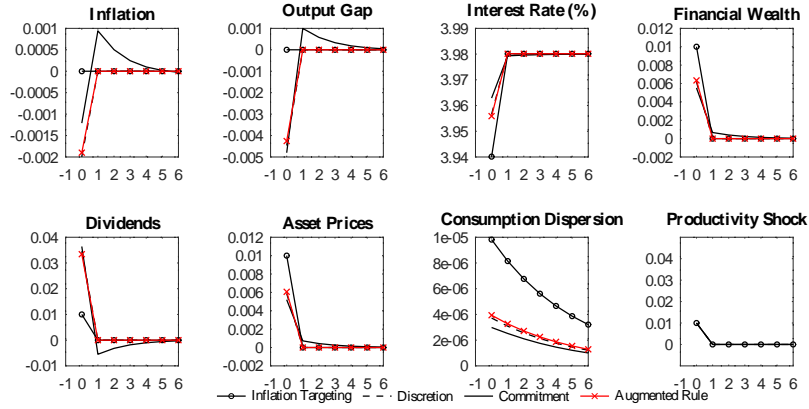 Inflation
Output Gap
Interest Rate (%)
Financial Wealth
0.001
0.0005
0
-0.0005
-0.001
-0.0015
-0.002
-1 0 1 2 3 4 5 6
0.001
0
-0.001
-0.002
-0.003
-0.004
-0.005
-1 0 1 2 3 4 5 6
3.99
3.98
3.97
3.96
3.95
3.94
-1 0 1 2 3 4 5 6
0.012
0.01
0.008
0.006
0.004
0.002
0
-0.002
-1 0 1 2 3 4 5 6
Dividends
Asset Prices
Consumption Dispersion
Productivity Shock
0.04
0.03
0.02
0.01
0
-0.01
-1 0 1 2 3 4 5 6
0.012
0.01
0.008
0.006
0.004
0.002
0
-1 0 1 2 3 4 5 6
1e-05
8e-06
6e-06
4e-06
2e-06
0
-1 0 1 2 3 4 5 6
0.04
0.03
0.02
0.01
0
-1 0 1 2 3 4 5 6
Inflation Targeting
Discretion
Commitment
Augmented Rule